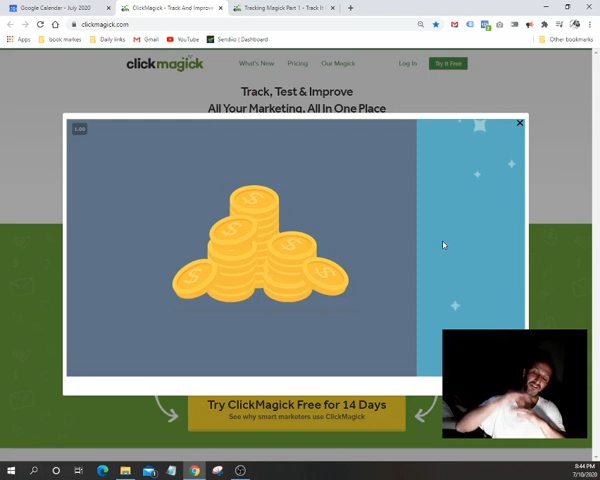 Google Calendar - July 2020
ClickMagick - Track And Improve
Tracking Magick Part 1 - Track It
clickmagick.com
Apps
book markes
Daily links
Gmail
YouTube
Sendiio | Dashboard
Other bookmarks
clickmagick
What's New
Pricing
Our Magick
Log In
Try It Free
Track, Test & Improve
All Your Marketing, All In One Place
Try ClickMagick Free for 14 Days
See why smart marketers use ClickMagick
8:44 PM
7/10/2020